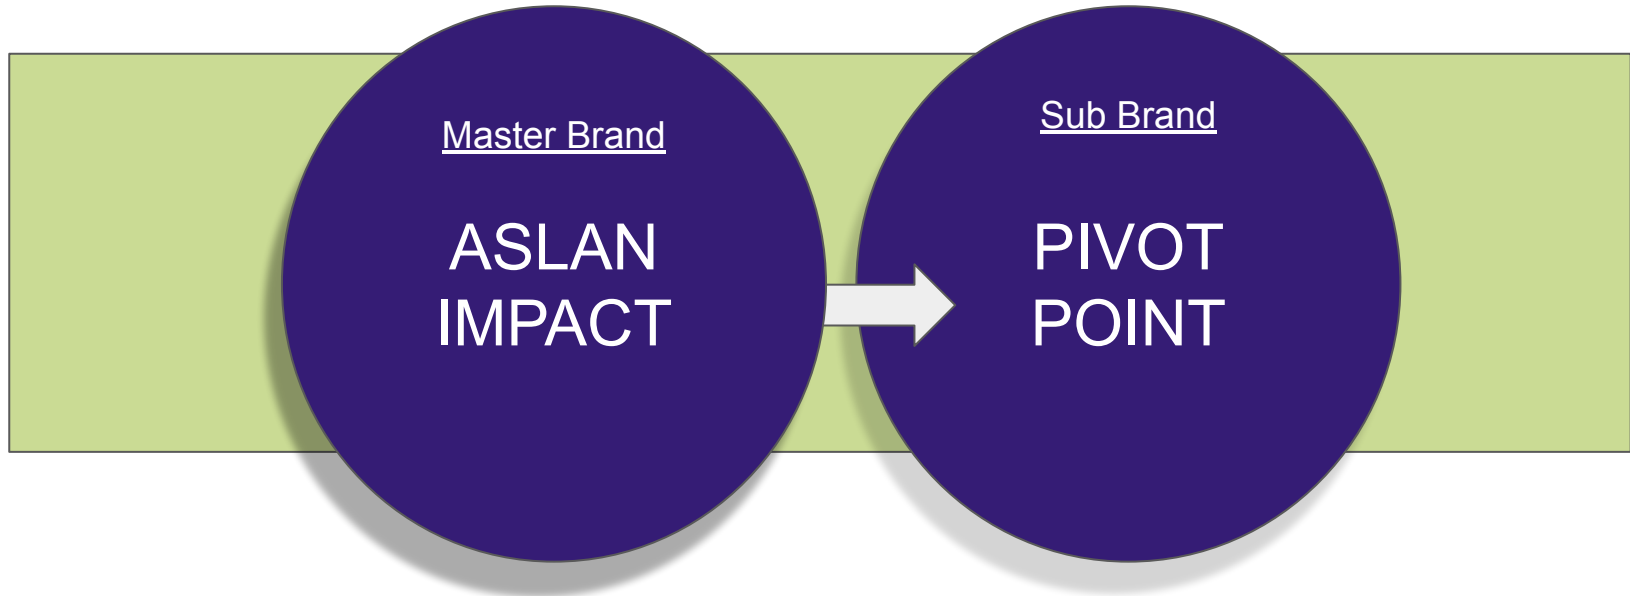 Master Brand
ASLAN
IMPACT
Sub Brand
PIVOT
POINT